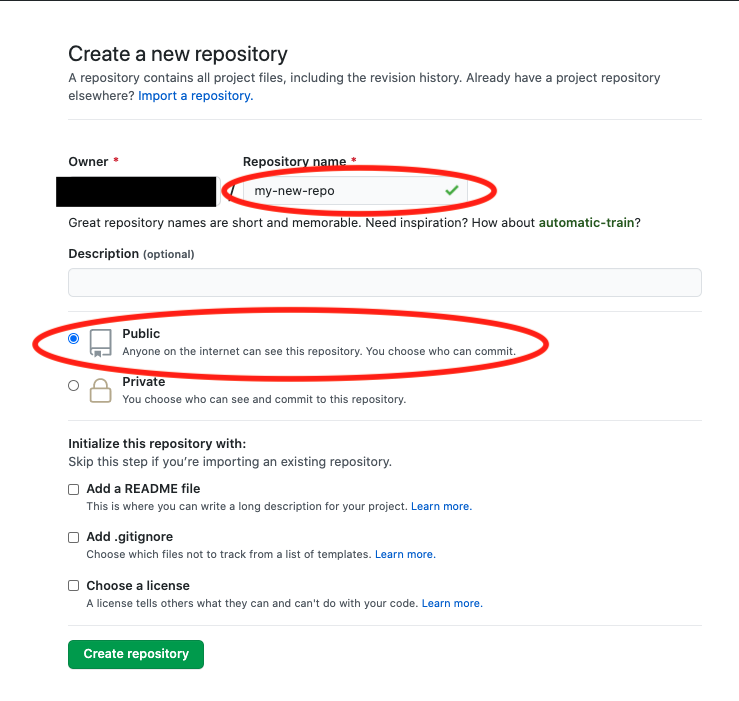 Create a new repository
A repository contains all project files, including the revision history. Already have a project repository
elsewhere? Import a repository.
Owner * Repository name *
/ my-new-repo
Great repository names are short and memorable. Need inspiration? How about automatic-train?
Description (optional)
Public
Anyone on the internet can see this repository. You choose who can commit.
Private
You choose who can see and commit to this repository.
Initialize this repository with:
Skip this step if you’re importing an existing repository.
Add a README file
This is where you can write a long description for your project. Learn more.
Add .gitignore
Choose which files not to track from a list of templates. Learn more.
Choose a license
A license tells others what they can and can't do with your code. Learn more.
Create repository